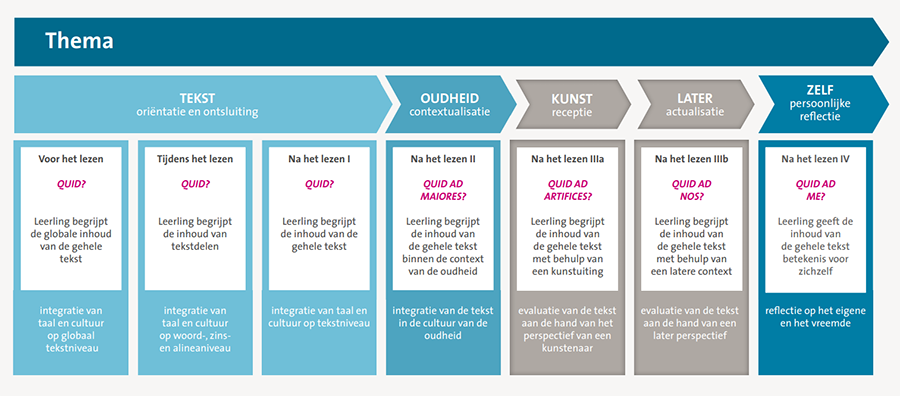 Thema
TEKST
oriëntatie en ontsluiting
OUDHEID
contextualisatie
KUNST
receptie
LATER
actualisatie
ZELF
persoonlijke
reflectie
Voor het lezen
QUID?
Leerling begrijpt
de globale inhoud
van de gehele
tekst
integratie van
taal en cultuur
op globaal
tekstniveau
Tijdens het lezen
QUID?
Leerling begrijpt
de inhoud van
tekstdelen
integratie van
taal en cultuur
op woord-, zins-
en alineaniveau
Na het lezen I
QUID?
Leerling begrijpt
de inhoud van de
gehele tekst
integratie van taal en
cultuur op tekstniveau
Na het lezen II
QUID AD
MAIORES?
Leerling begrijpt
de inhoud van
de gehele tekst
binnen de context
van de oudheid
integratie van de tekst
in de cultuur van de
oudheid
Na het lezen IIIa
QUID AD
ARTIFICES?
Leerling begrijpt
de inhoud van
de gehele tekst
met behulp van
een kunstuiting
evaluatie van de tekst
aan de hand van het
perspectief van een
kunstenaar
Na het lezen IIIb
QUID AD
NOS?
Leerling begrijpt
de inhoud van
de gehele tekst
met behulp van
een latere context
evaluatie van de tekst
aan de hand van een
later perspectief
Na het lezen IV
QUID AD
ME?
Leerling geeft de
inhoud van
de gehele tekst
betekenis voor
zichzelf
reflectie op het eigene
en het vreemde